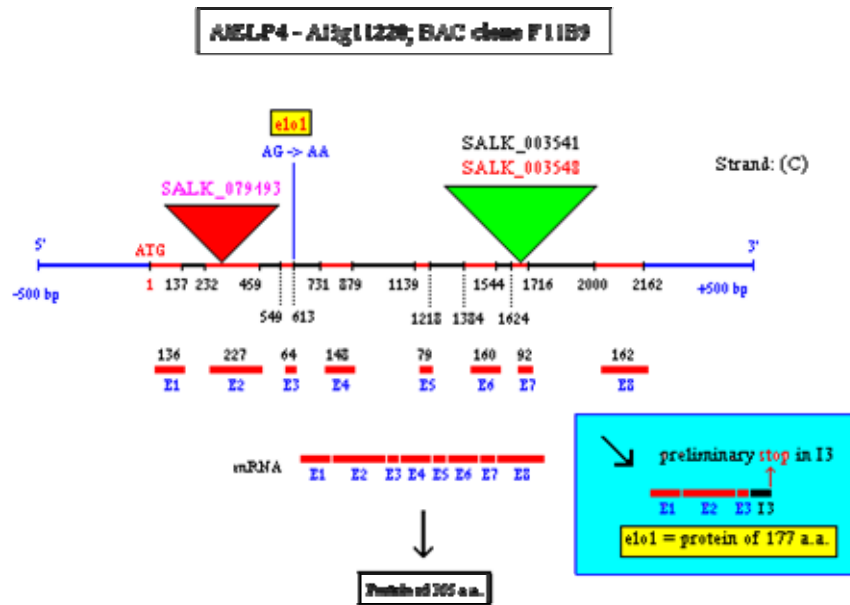 AtELP4 - At3g11220; BAC clone F11B9
elo1
AG -> AA
SALK_003541
SALK_003548
Strand: (C)
SALK_079493
5' ATG 3'
-500 bp 1 137 232 459 731 879 1139 1544 1716 2000 2162 +500 bp
549 613 1218 1384 1624
136 227 64 148 79 160 92 162
E1 E2 E3 E4 E5 E6 E7 E8
preliminary stop in I3
mRNA
E1 E2 E3 E4 E5 E6 E7 E8
E1 E2 E3 I3
elo1 = protein of 177 a.a.
Protein of a.a.